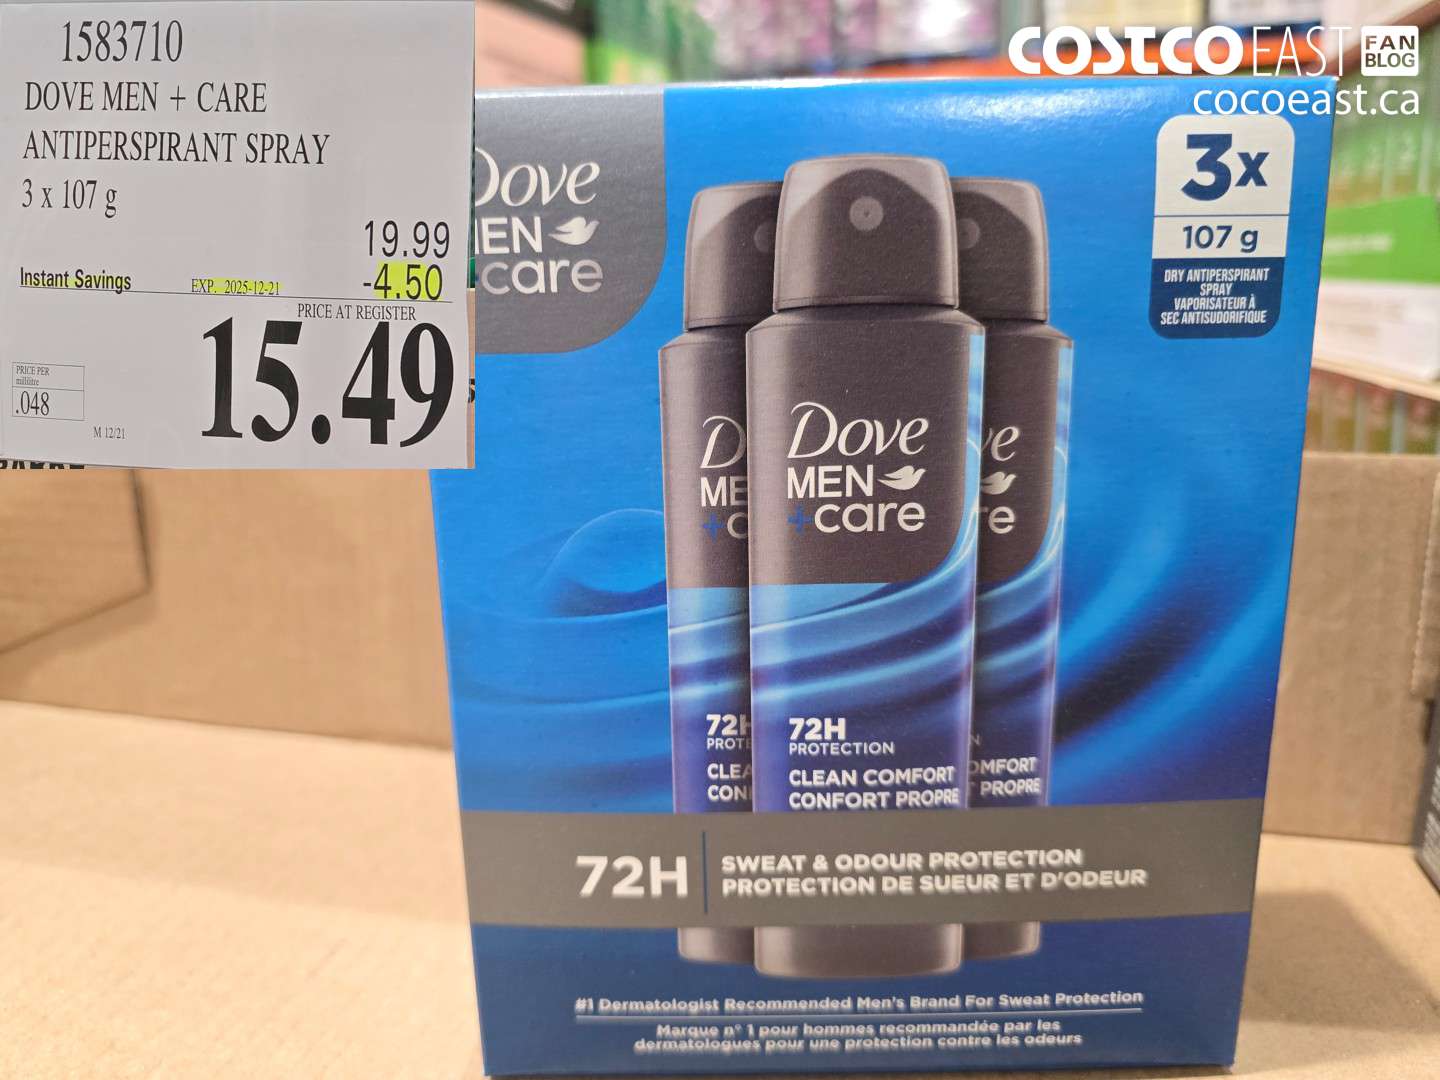 1583710
DOVE MEN + CARE
ANTIPERSPIRANT SPRAY
3 x 107 g
19.99
Instant Savings EXP. 2025-12-21 -4.50
PRICE AT REGISTER
15.49
PRICE PER
millilitre
.048
M 12/21
COSTCO EAST FAN BLOG
cocoeast.ca
Dove
MEN
+care
3x
107 g
DRY ANTIPERSPIRANT
SPRAY
VAPORISATEUR À
SEC ANTISUDORIFIQUE
Dove
MEN
+care
72H
PROTECTION
CLEAN COMFORT
CONFORT PROPRE
72H
SWEAT & ODOUR PROTECTION
PROTECTION DE SUEUR ET D'ODEUR
#1 Dermatologist Recommended Men's Brand For Sweat Protection
Marque n° 1 pour hommes recommandée par les
dermatologues pour une protection contre les odeurs